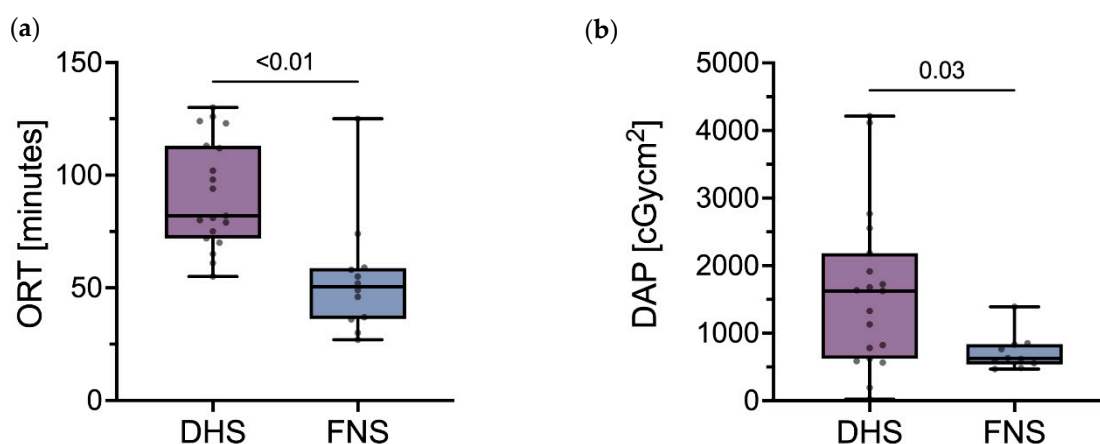 (a)
<0.01
150
100
50
0
ORT [minutes]
DHS FNS
(b)
0.03
5000
4000
3000
2000
1000
0
DAP [cGycm²]
DHS FNS